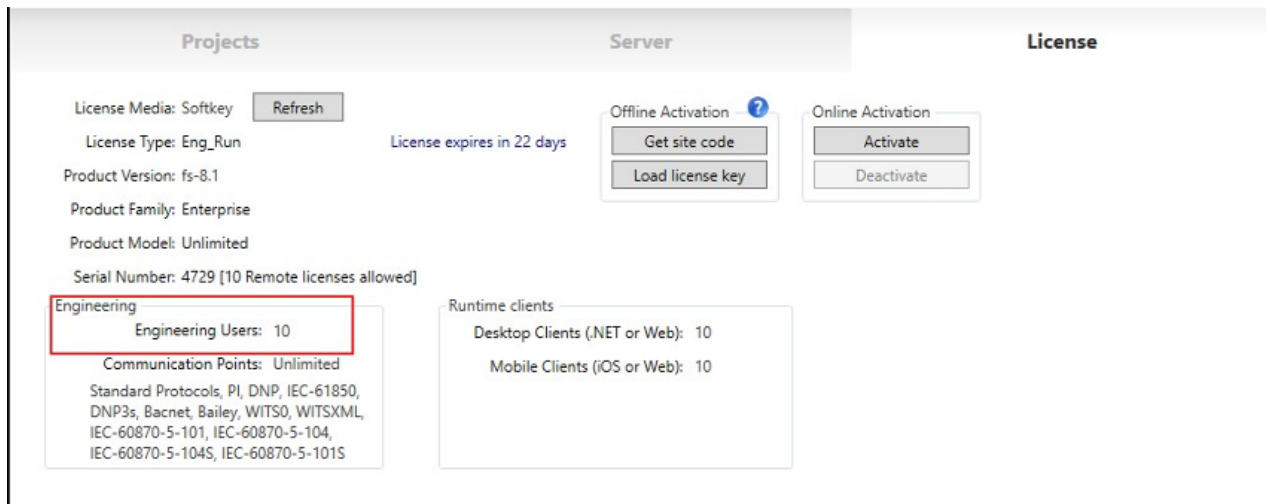 Projects Server License
License Media: Softkey Refresh
Offline Activation ? Online Activation
License Type: Eng_Run License expires in 22 days Get site code Activate
Product Version: fs-8.1 Load license key Deactivate
Product Family: Enterprise
Product Model: Unlimited
Serial Number: 4729 [10 Remote licenses allowed]
Engineering Runtime clients
Engineering Users: 10 Desktop Clients (.NET or Web): 10
Communication Points: Unlimited Mobile Clients (iOS or Web): 10
Standard Protocols, PI, DNP, IEC-61850,
DNP3s, Bacnet, Bailey, WITS0, WITSXML,
IEC-60870-5-101, IEC-60870-5-104,
IEC-60870-5-104S, IEC-60870-5-101S